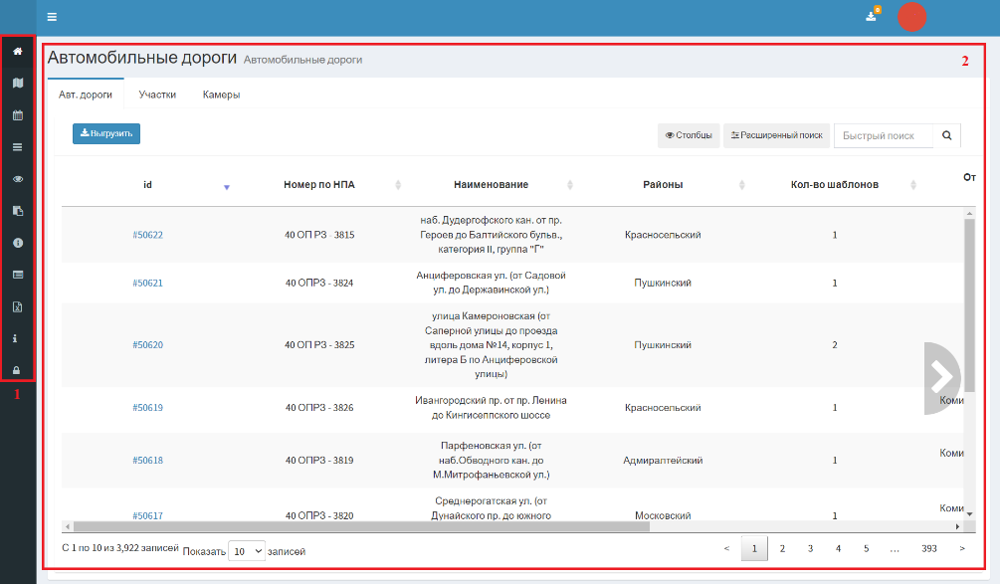 8
Автомобильные дороги Автомобильные дороги 2
Авт. дороги Участки Камеры
Выгрузить Столбцы Расширенный поиск Быстрый поиск
id Номер по НПА Наименование Районы Кол-во шаблонов От
#50622 40 ОП РЗ - 3815 наб. Дудергофского кан. от пр.
Героев до Балтийского бульв.,
категория II, группа "Г" Красносельский 1
#50621 40 ОПРЗ - 3824 Анциферовская ул. (от Садовой
ул. до Державинской ул.) Пушкинский 1
#50620 40 ОП РЗ - 3825 улица Камероновская (от
Саперной улицы до проезда
вдоль дома №14, корпус 1,
литера Б по Анциферовской
улицы) Пушкинский 2
#50619 40 ОПРЗ - 3826 Ивангородский пр. от пр. Ленина
до Кингисеппского шоссе Красносельский 1 Коми
1
#50618 40 ОПРЗ - 3819 Парфеновская ул. (от
наб.Обводного кан. до
М.Митрофаньевской ул.) Адмиралтейский 1 Коми
#50617 40 ОПРЗ - 3820 Среднерогатская ул. (от
Дунайского пр. до южного Московский 1 Коми
С 1 по 10 из 3,922 записей Показать 10 записей < 1 2 3 4 5 ... 393 >